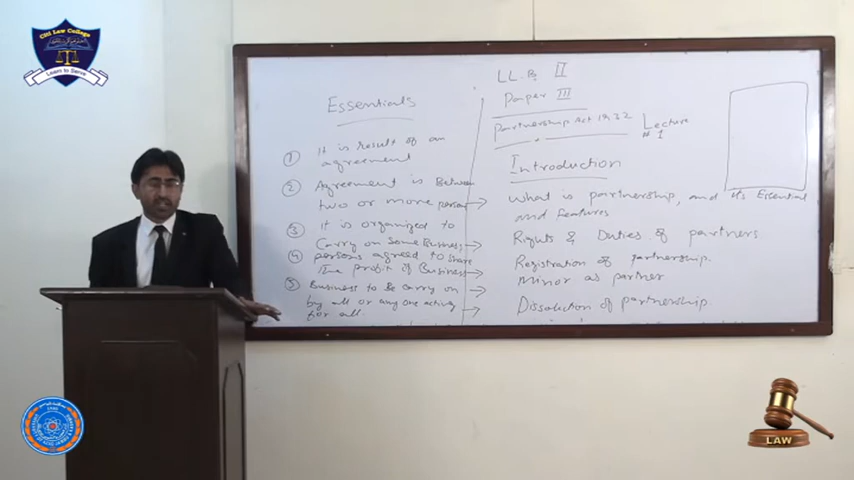 Citi Law College
Learn to Serve
Essentials
① It is result of an
agreement
② Agreement is Between
two or more person
③ It is organized to
Carry on Some Business
④ persons agreed to share
The profit of Business
⑤ Business to Be carry on
by all or any one acting
for all.
LL.B II
Paper III
Partnership Act 1932
Lecture
# 1
Introduction
What is partnership, and its Essential
and Features
Rights & Duties of partners
Registration of partnership.
Minor as partner
Dissolution of partnership.
LAW